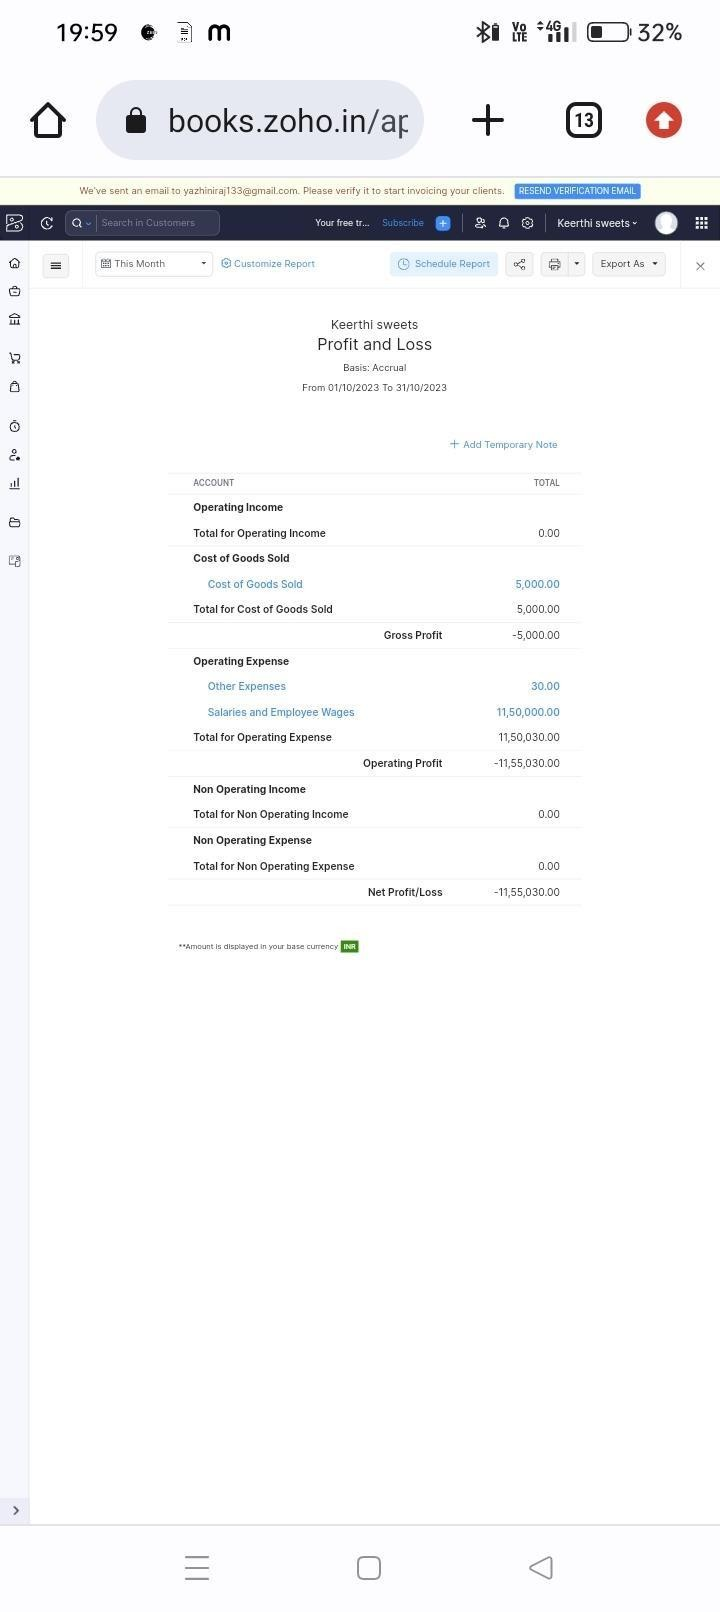 19:59 m Vo LTE 4G 32%
books.zoho.in/ap 13
We've sent an email to yazhiniraj133@gmail.com. Please verify it to start invoicing your clients. RESEND VERIFICATION EMAIL
Search in Customers Your free tr... Subscribe + Keerthi sweets
This Month Customize Report Schedule Report Export As
Keerthi sweets
Profit and Loss
Basis: Accrual
From 01/10/2023 To 31/10/2023
+ Add Temporary Note
ACCOUNT TOTAL
Operating Income
Total for Operating Income 0.00
Cost of Goods Sold
Cost of Goods Sold 5,000.00
Total for Cost of Goods Sold 5,000.00
Gross Profit -5,000.00
Operating Expense
Other Expenses 30.00
Salaries and Employee Wages 11,50,000.00
Total for Operating Expense 11,50,030.00
Operating Profit -11,55,030.00
Non Operating Income
Total for Non Operating Income 0.00
Non Operating Expense
Total for Non Operating Expense 0.00
Net Profit/Loss -11,55,030.00
**Amount is displayed in your base currency INR